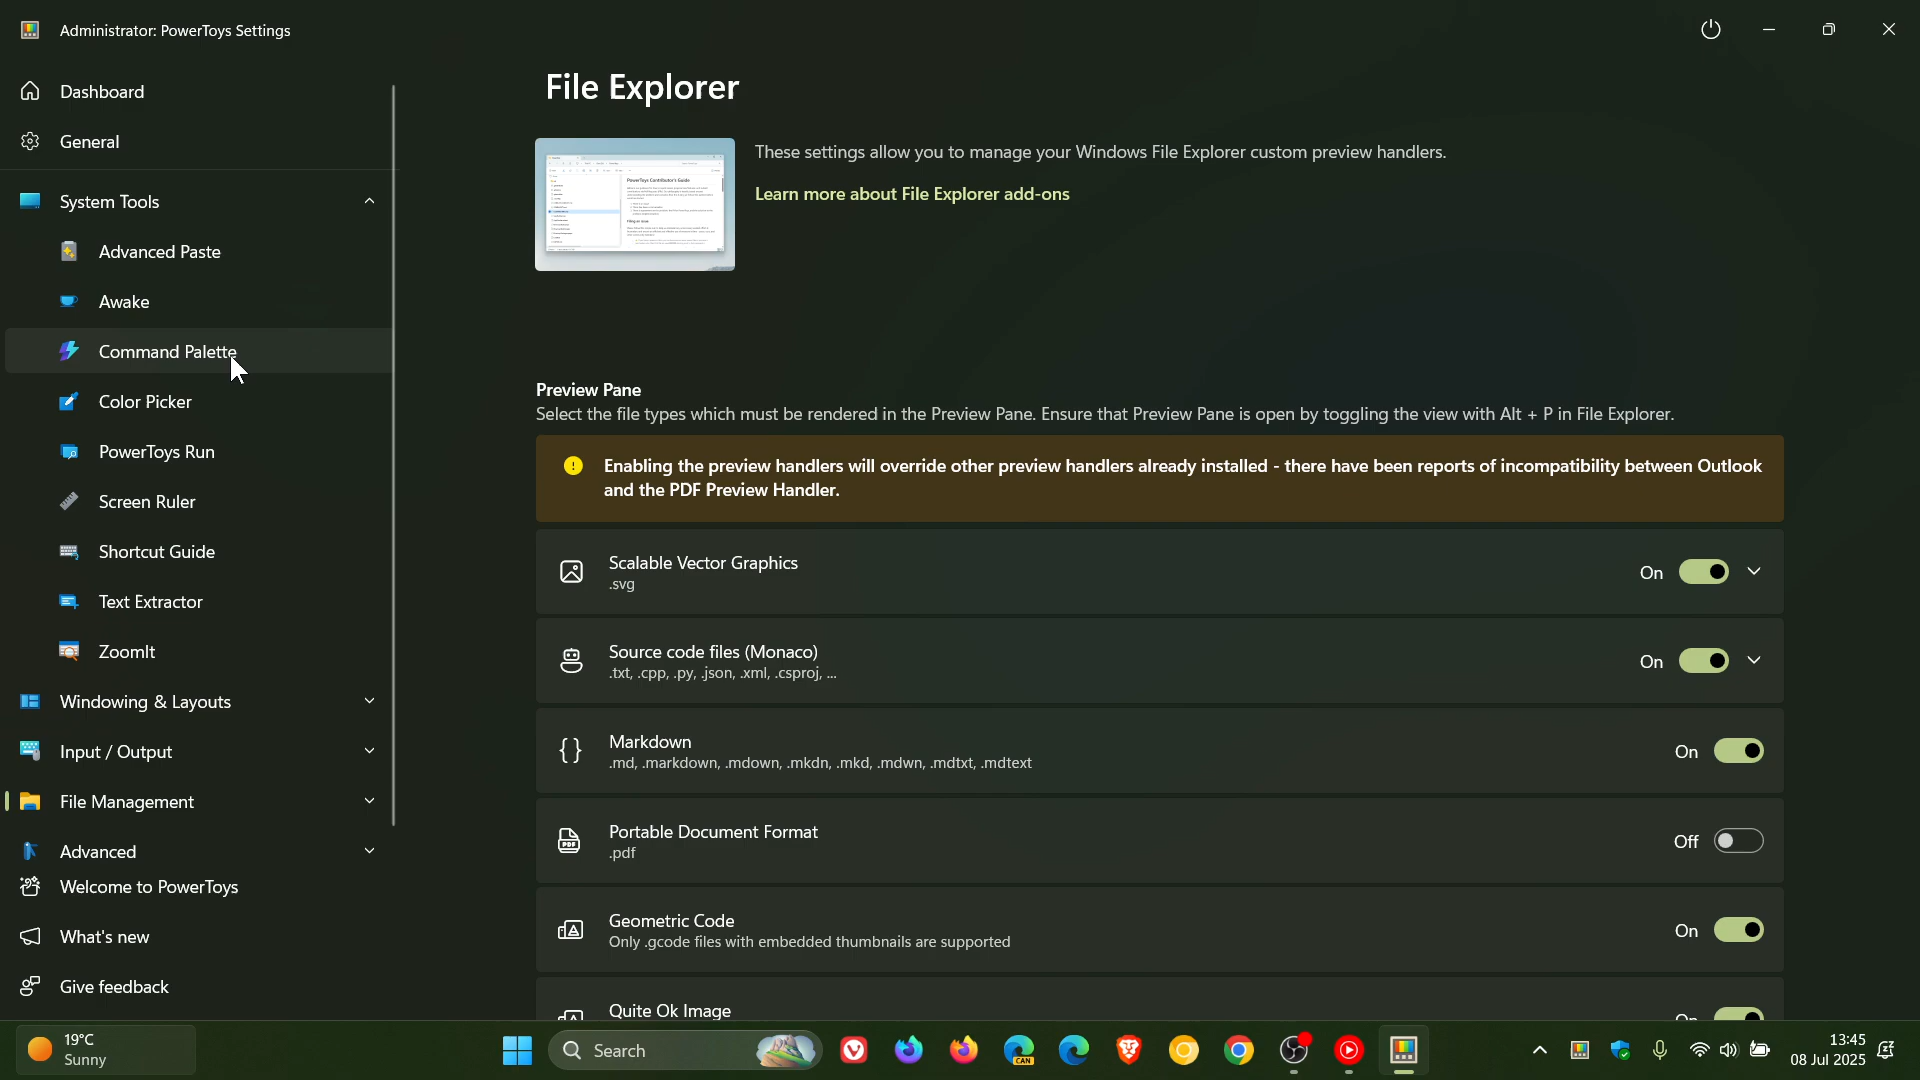 Administrator: PowerToys Settings
Dashboard
General
System Tools
Advanced Paste
Awake
Command Palette
Color Picker
PowerToys Run
Screen Ruler
Shortcut Guide
Text Extractor
ZoomIt
Windowing & Layouts
Input / Output
File Management
Advanced
Welcome to PowerToys
What's new
Give feedback
File Explorer
PowerToys Contributor's Guide
These settings allow you to manage your Windows File Explorer custom preview handlers.
Learn more about File Explorer add-ons
Preview Pane
Select the file types which must be rendered in the Preview Pane. Ensure that Preview Pane is open by toggling the view with Alt + P in File Explorer.
Enabling the preview handlers will override other preview handlers already installed - there have been reports of incompatibility between Outlook
and the PDF Preview Handler.
Scalable Vector Graphics
.svg
On
Source code files (Monaco)
.txt, .cpp, .py, .json, .xml, .csproj, ...
On
Markdown
.md, .markdown, .mdown, .mkdn, .mkd, .mdwn, .mdtxt, .mdtext
On
PDF
Portable Document Format
.pdf
Off
Geometric Code
Only .gcode files with embedded thumbnails are supported
On
Quite Ok Image
On
19°C
Sunny
Search
CAN
13:45
08 Jul 2025